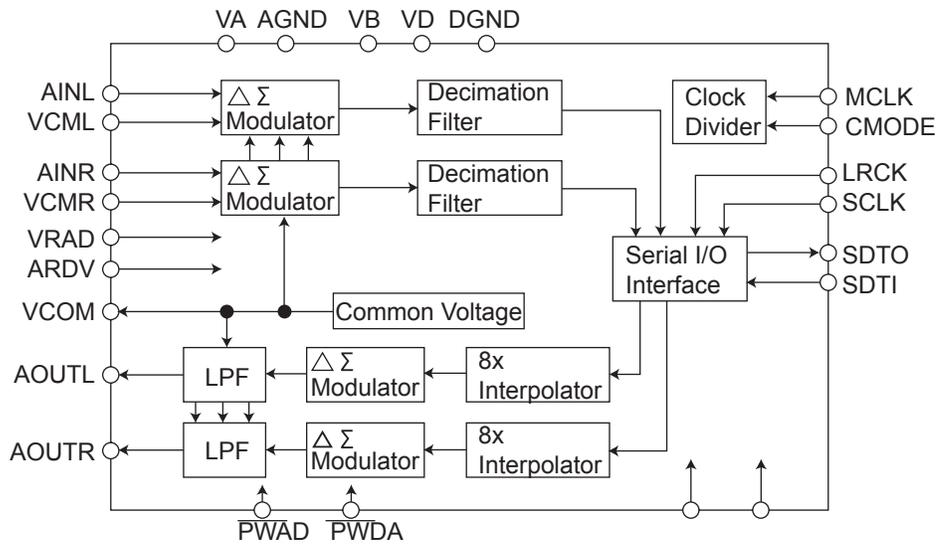 VA AGND VB VD DGND
AINL
VCML
AINR
VCMR
VRAD
ARDV
VCOM
AOUTL
AOUTR
△ Σ
Modulator
Decimation
Filter
Clock
Divider
MCLK
CMODE
△ Σ
Modulator
Decimation
Filter
LRCK
SCLK
Serial I/O
Interface
SDTO
SDTI
Common Voltage
LPF
△ Σ
Modulator
8x
Interpolator
LPF
△ Σ
Modulator
8x
Interpolator
PWAD PWDA